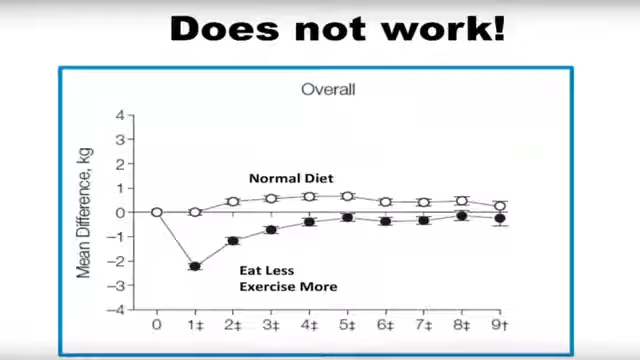 Does not work!
Overall
Mean Difference, kg
4
3
2
1
0
−1
−2
−3
−4
Normal Diet
Eat Less
Exercise More
0 1‡ 2‡ 3‡ 4‡ 5‡ 6‡ 7‡ 8‡ 9†